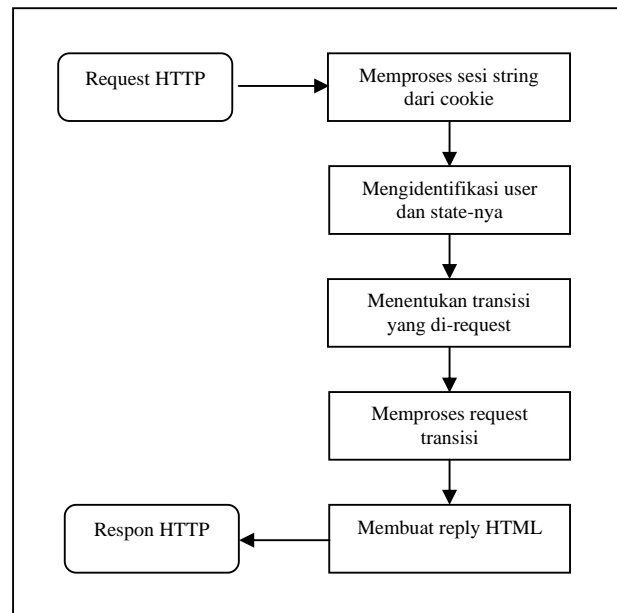 Request HTTP
Memproses sesi string
dari cookie
Mengidentifikasi user
dan state-nya
Menentukan transisi
yang di-request
Memproses request
transisi
Respon HTTP
Membuat reply HTML